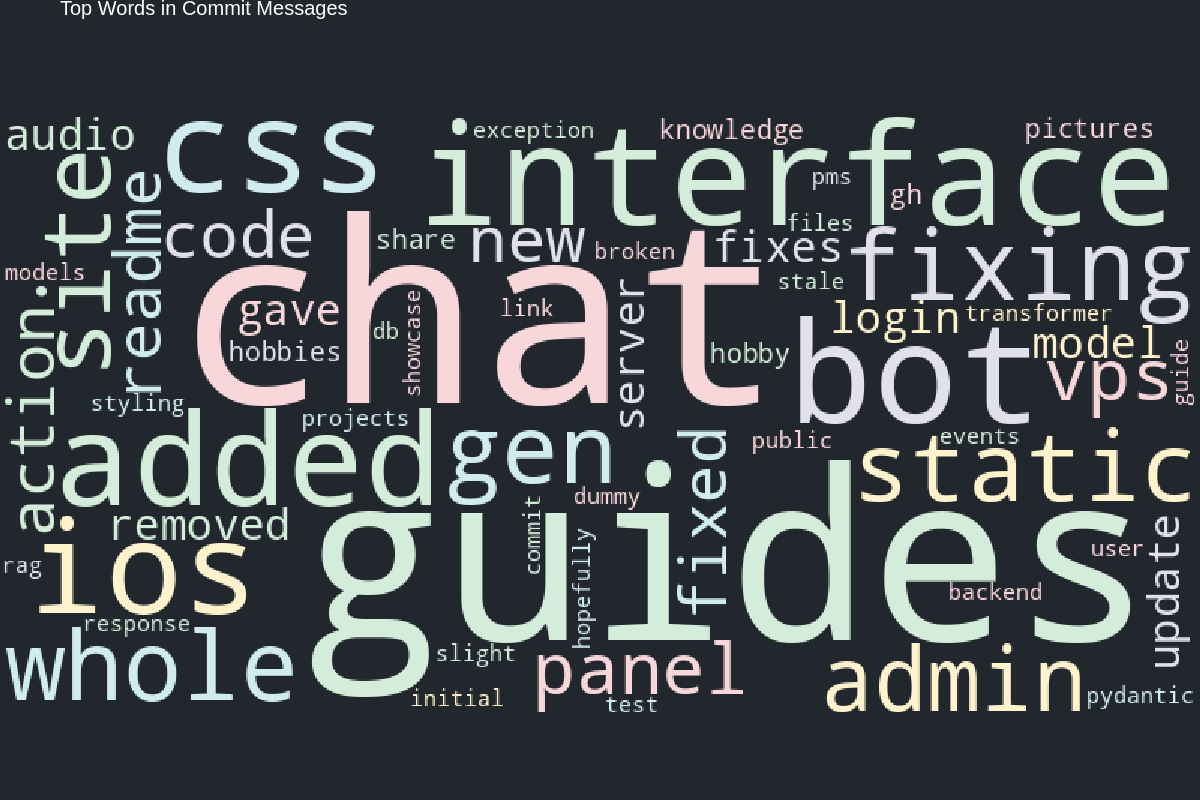 Top Words in Commit Messages
audio
css
exception
interface
knowledge
pictures
pms
gh
files
site
readme
code
share
new
broken
fixes
fixing
stale
models
chat
gave
hobbies
db
showcase
link
server
hobby
login
transformer
bot
model
vps
guide
action
styling
projects
added
gen
fixed
public
events
static
removed
dummy
commit
hopefully
guides
ios
rag
user
update
backend
response
whole
slight
panel
initial
test
admin
pydantic